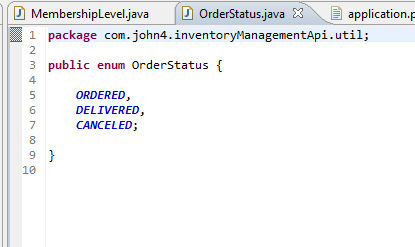 MembershipLevel.java
OrderStatus.java
application.p
1 package com.john4.inventoryManagementApi.util;
2
3 public enum OrderStatus {
4
5 ORDERED,
6 DELIVERED,
7 CANCELED;
8
9 }
10